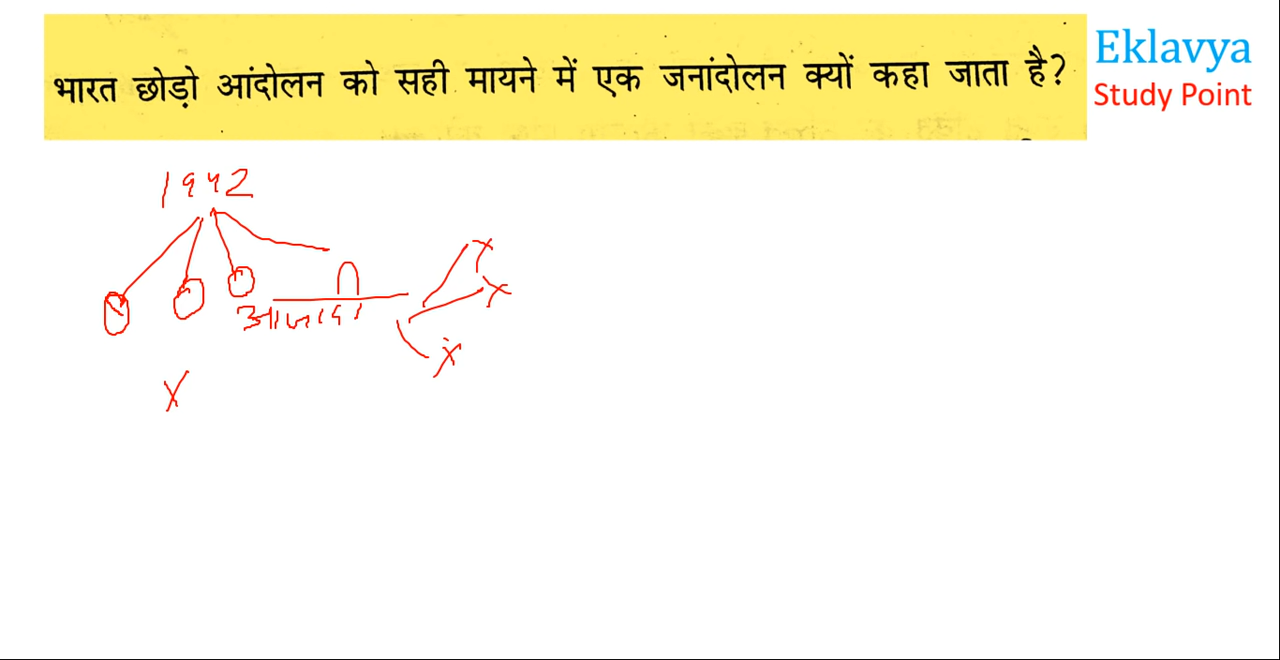 भारत छोड़ो आंदोलन को सही मायने में एक जनांदोलन क्यों कहा जाता है?
Eklavya
Study Point
1942
x
x
आजादी
x
x